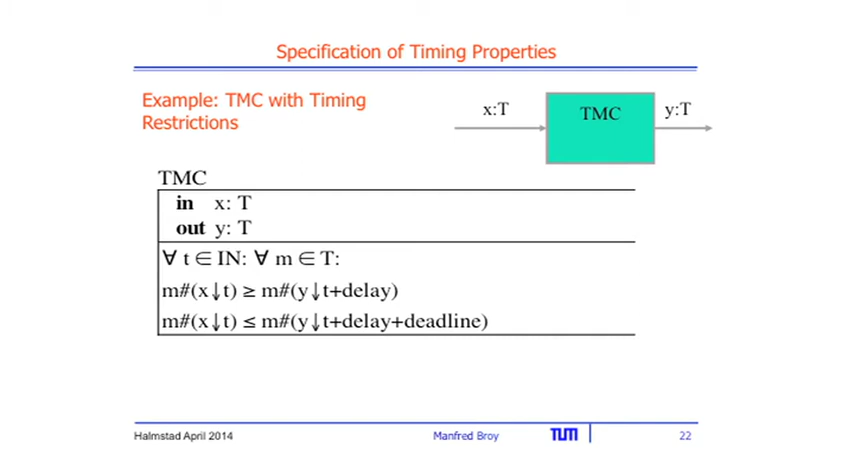 Specification of Timing Properties
Example: TMC with Timing
Restrictions
x:T
TMC
y:T
TMC
in x: T
out y: T
∀ t ∈ IN: ∀ m ∈ T:
m#(x↓t) ≥ m#(y↓t+delay)
m#(x↓t) ≤ m#(y↓t+delay+deadline)
Halmstad April 2014
Manfred Broy
TUM
22